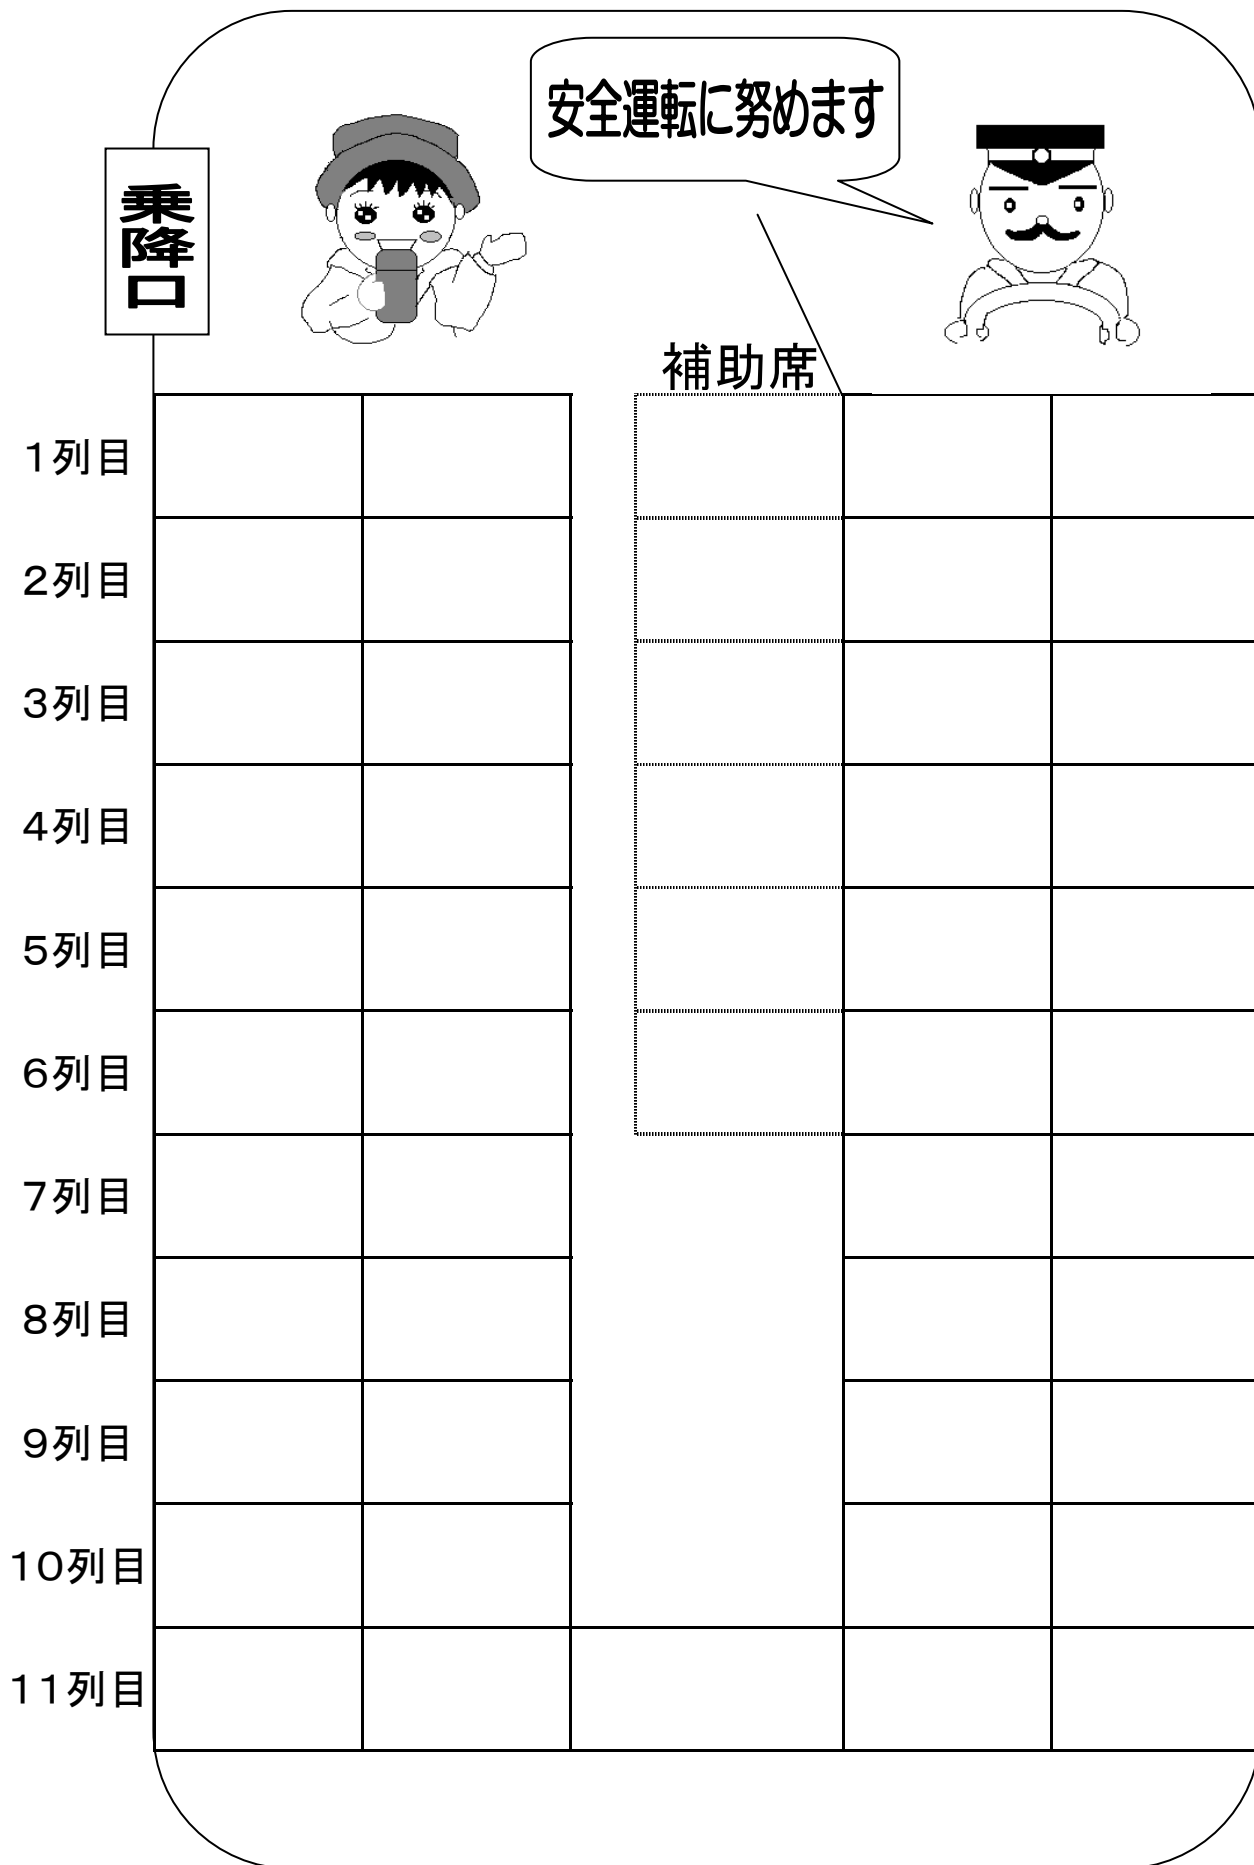 安全運転に努めます
乗降口
補助席
１列目
２列目
３列目
４列目
５列目
６列目
７列目
８列目
９列目
１０列目
１１列目